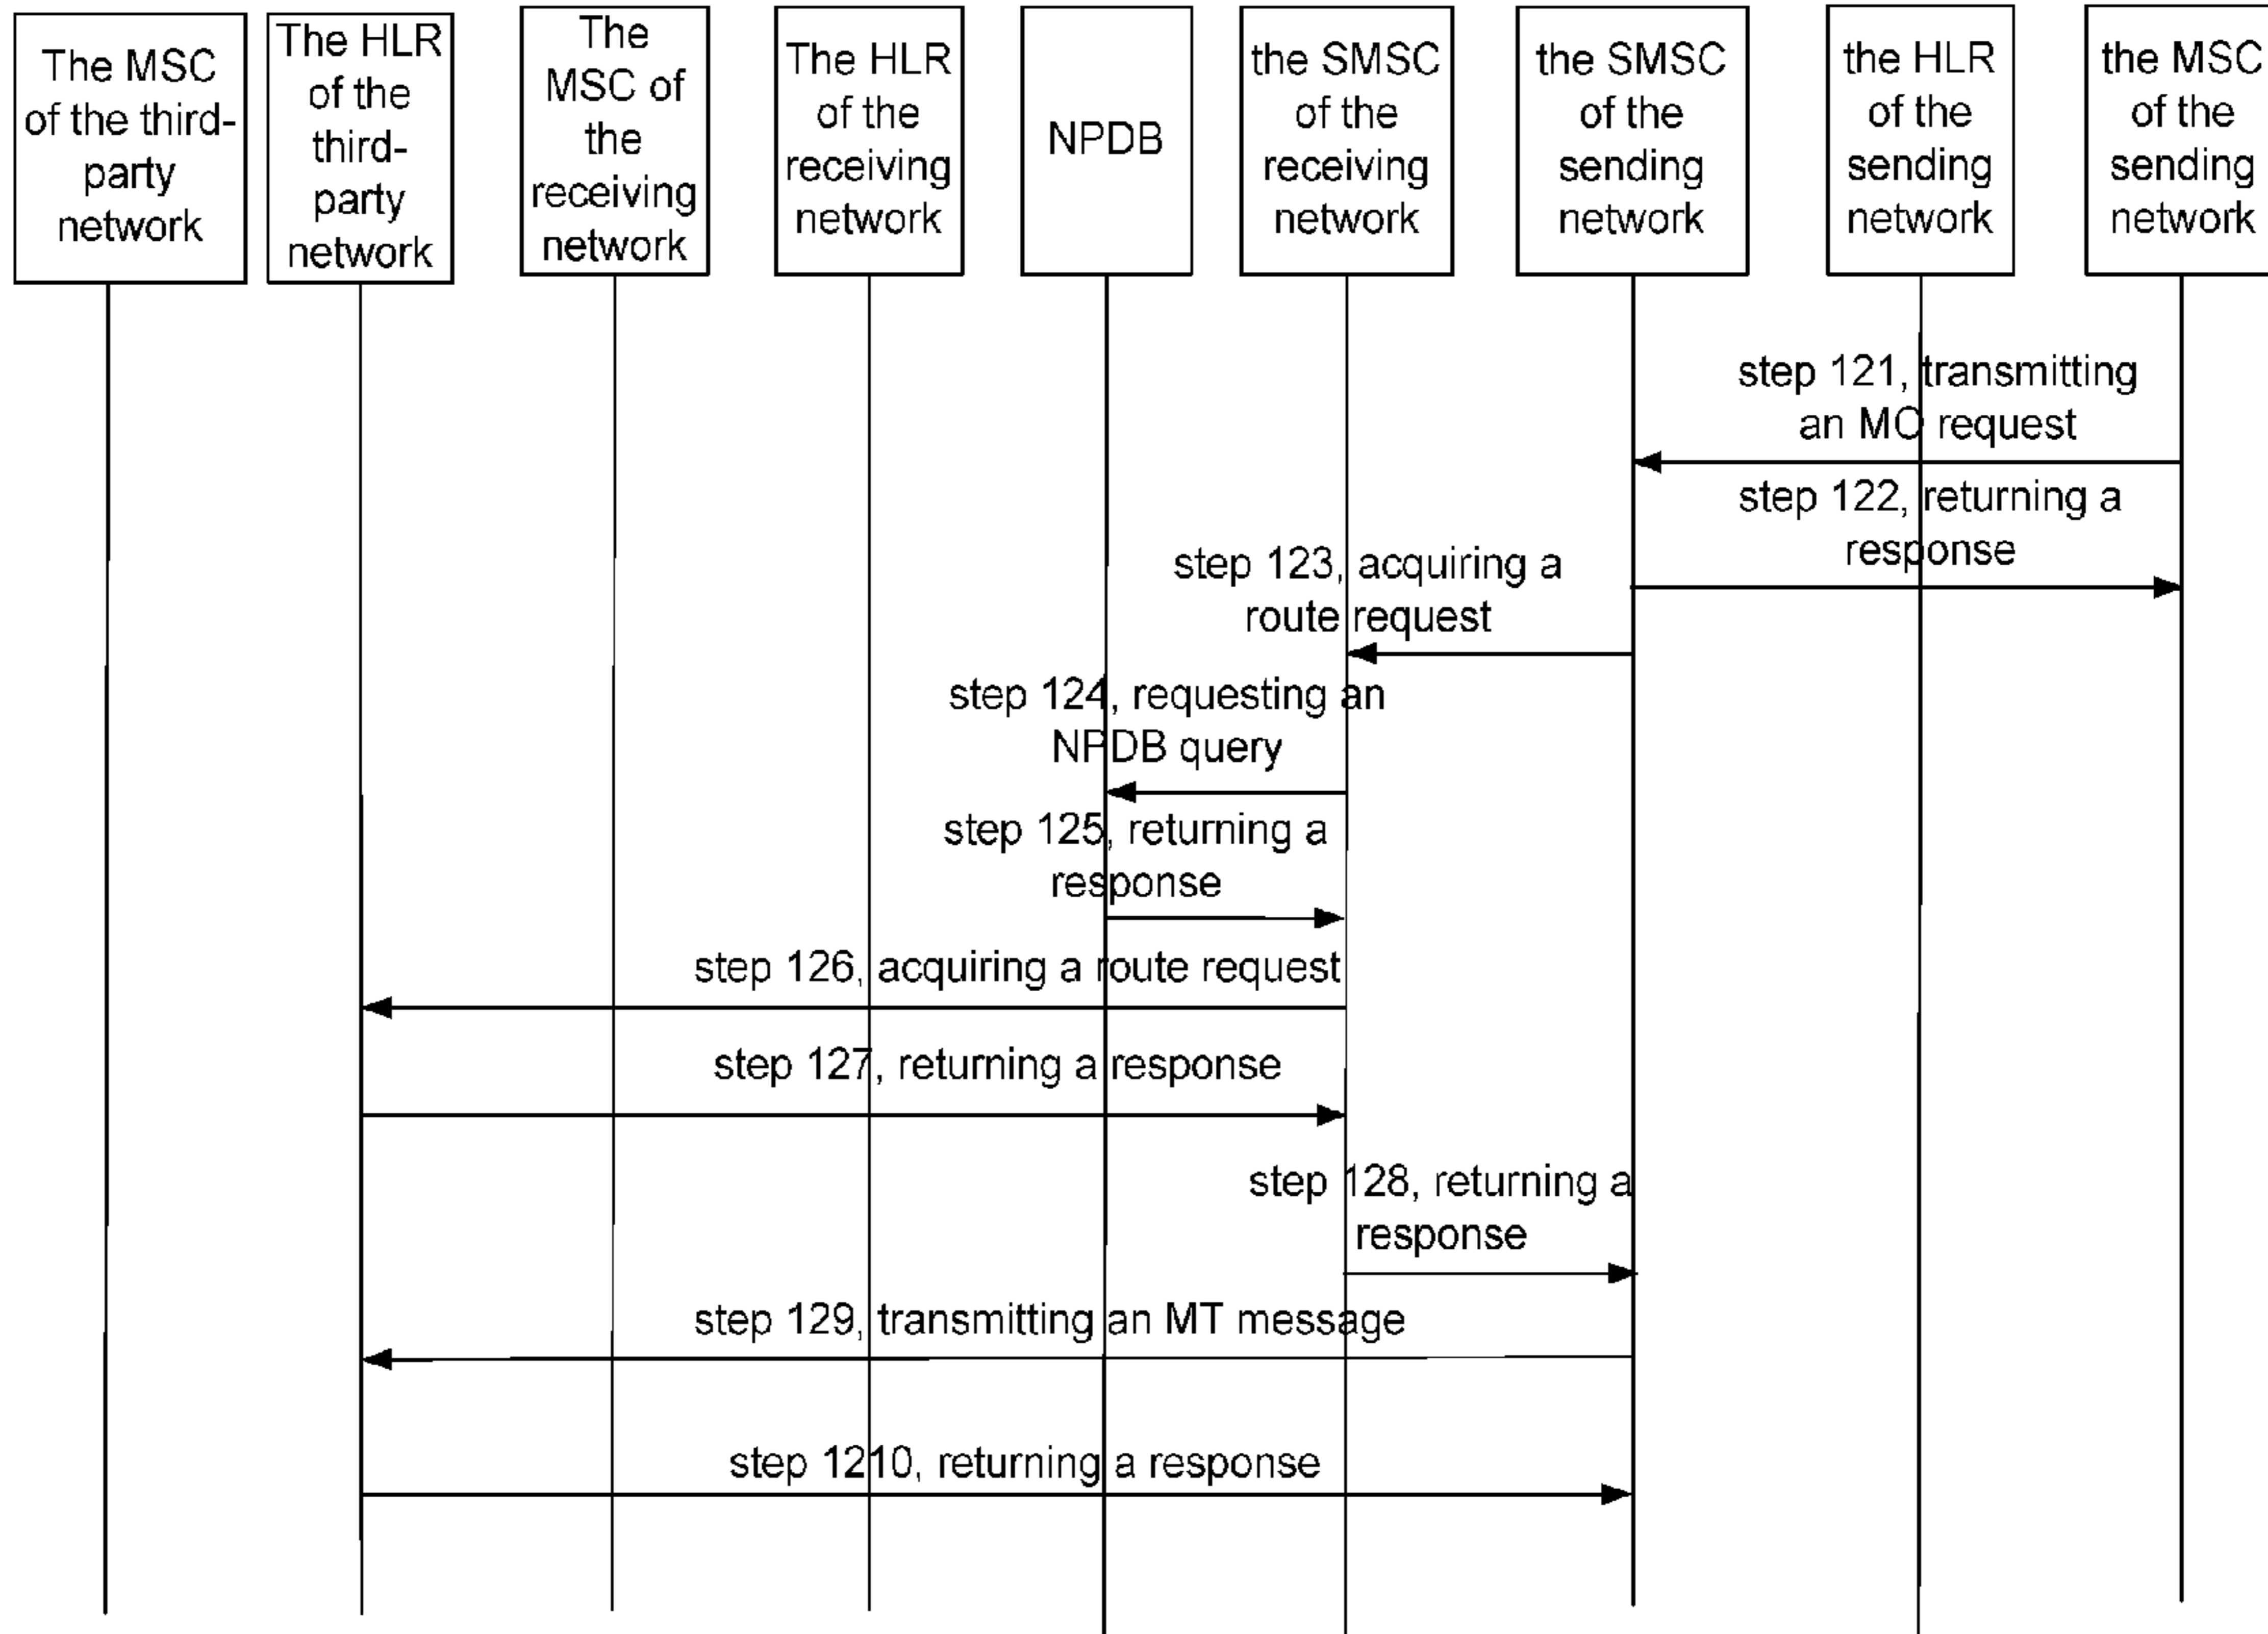 The MSC
of the third-
party
network
The HLR
of the
third-
party
network
The
MSC of
the
receiving
network
The HLR
of the
receiving
network
NPDB
the SMSC
of the
receiving
network
the SMSC
of the
sending
network
the HLR
of the
sending
network
the MSC
of the
sending
network
step 121, transmitting
an MO request
step 122, returning a
response
step 123, acquiring a
route request
step 124, requesting an
NPDB query
step 125, returning a
response
step 126, acquiring a route request
step 127, returning a response
step 128, returning a
response
step 129, transmitting an MT message
step 1210, returning a response